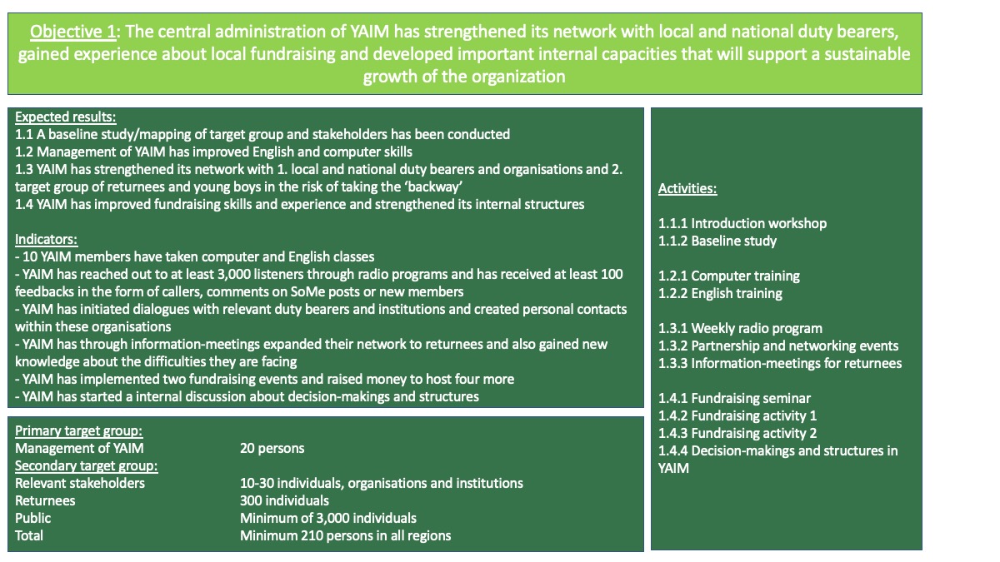 Objective 1: The central administration of YAIM has strengthened its network with local and national duty bearers,
gained experience about local fundraising and developed important internal capacities that will support a sustainable
growth of the organization
Expected results:
1.1 A baseline study/mapping of target group and stakeholders has been conducted
1.2 Management of YAIM has improved English and computer skills
1.3 YAIM has strengthened its network with 1. local and national duty bearers and organisations and 2.
target group of returnees and young boys in the risk of taking the ‘backway’
1.4 YAIM has improved fundraising skills and experience and strengthened its internal structures
Indicators:
- 10 YAIM members have taken computer and English classes
- YAIM has reached out to at least 3,000 listeners through radio programs and has received at least 100
feedbacks in the form of callers, comments on SoMe posts or new members
- YAIM has initiated dialogues with relevant duty bearers and institutions and created personal contacts
within these organisations
- YAIM has through information-meetings expanded their network to returnees and also gained new
knowledge about the difficulties they are facing
- YAIM has implemented two fundraising events and raised money to host four more
- YAIM has started a internal discussion about decision-makings and structures
Primary target group:
Management of YAIM 20 persons
Secondary target group:
Relevant stakeholders 10-30 individuals, organisations and institutions
Returnees 300 individuals
Public Minimum of 3,000 individuals
Total Minimum 210 persons in all regions
Activities:
1.1.1 Introduction workshop
1.1.2 Baseline study
1.2.1 Computer training
1.2.2 English training
1.3.1 Weekly radio program
1.3.2 Partnership and networking events
1.3.3 Information-meetings for returnees
1.4.1 Fundraising seminar
1.4.2 Fundraising activity 1
1.4.3 Fundraising activity 2
1.4.4 Decision-makings and structures in
YAIM